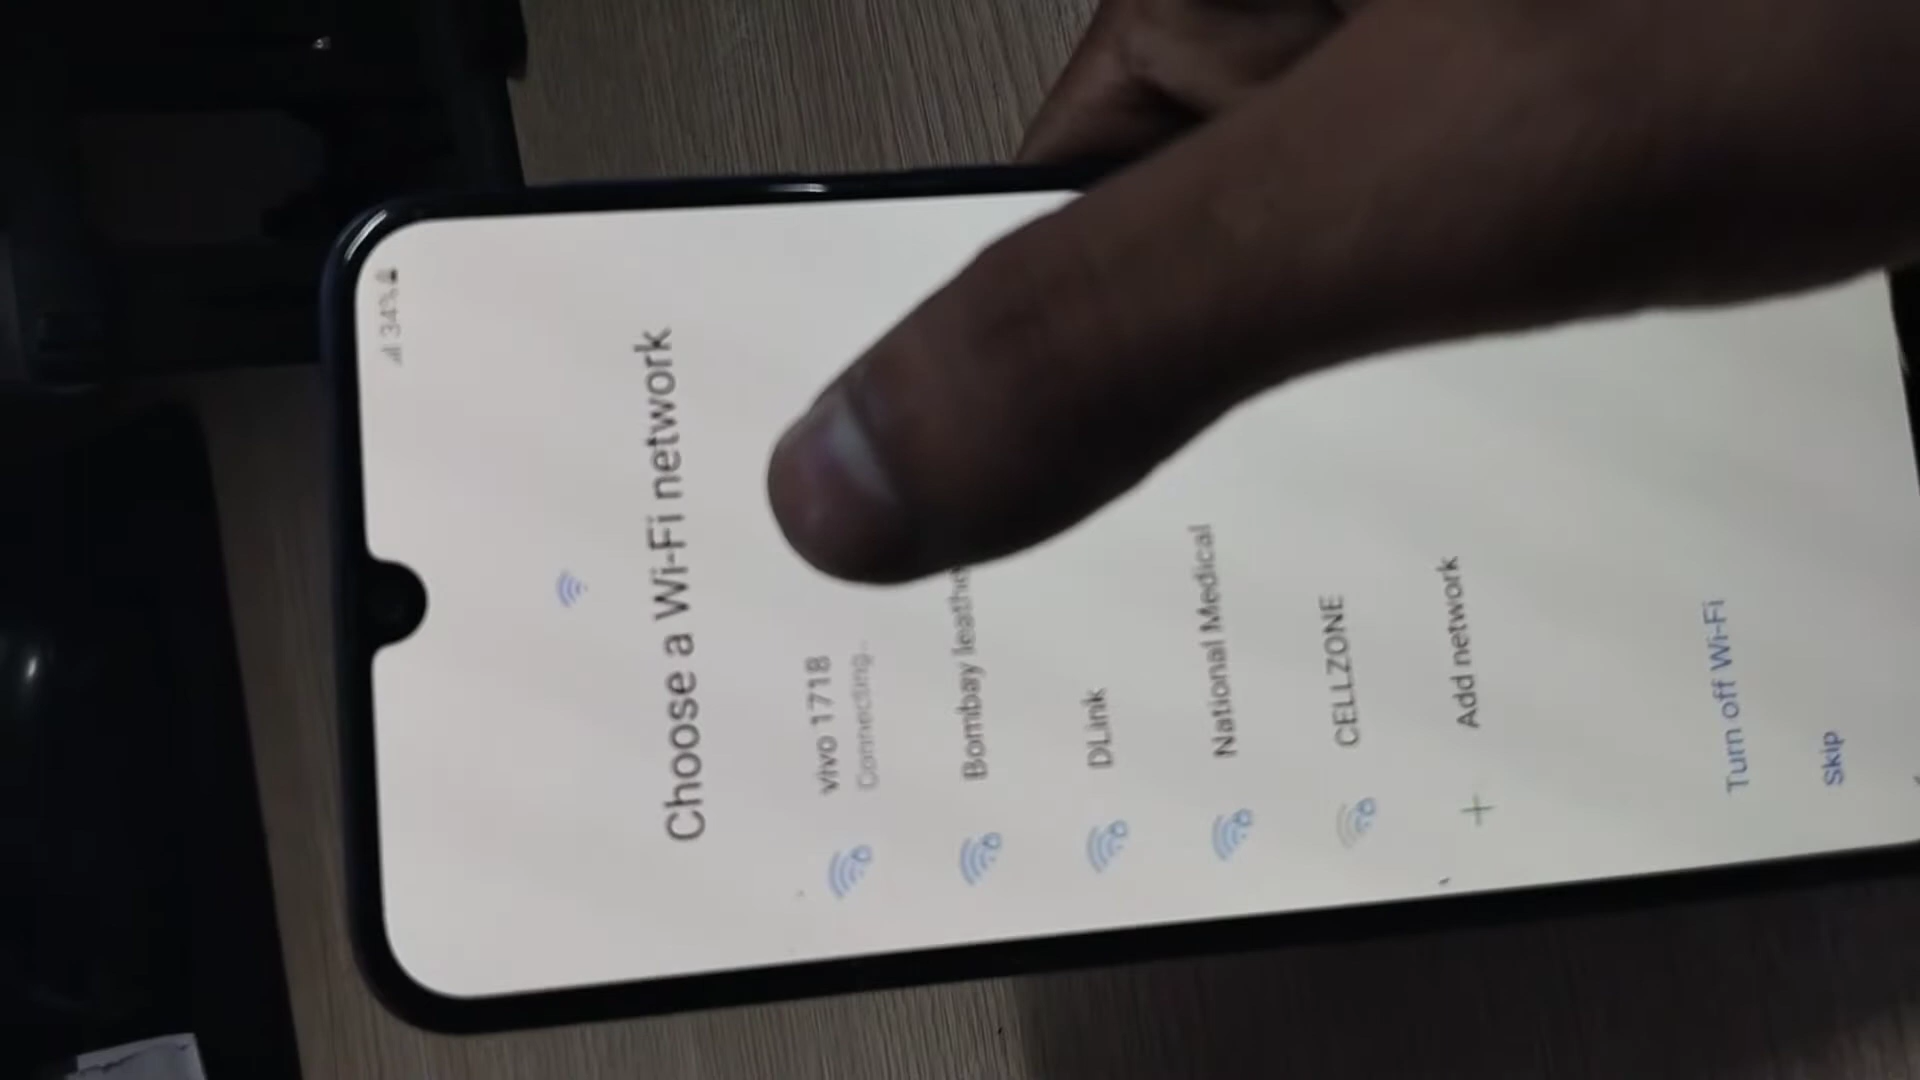 34%
Choose a Wi-Fi network
vivo 1718
Connecting...
Bombay leathe
DLink
National Medical
CELLZONE
Add network
Turn off Wi-Fi
Skip